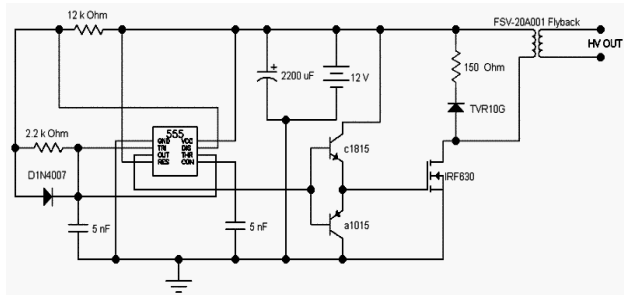 12 k Ohm
FSV-20A001 Flyback
HV OUT
2200 uF
12 V
150 Ohm
TVR10G
2.2 k Ohm
555
GND VCC
TRI DIS
OUT THR
RES CON
c1815
D1N4007
IRF630
5 nF
5 nF
a1015